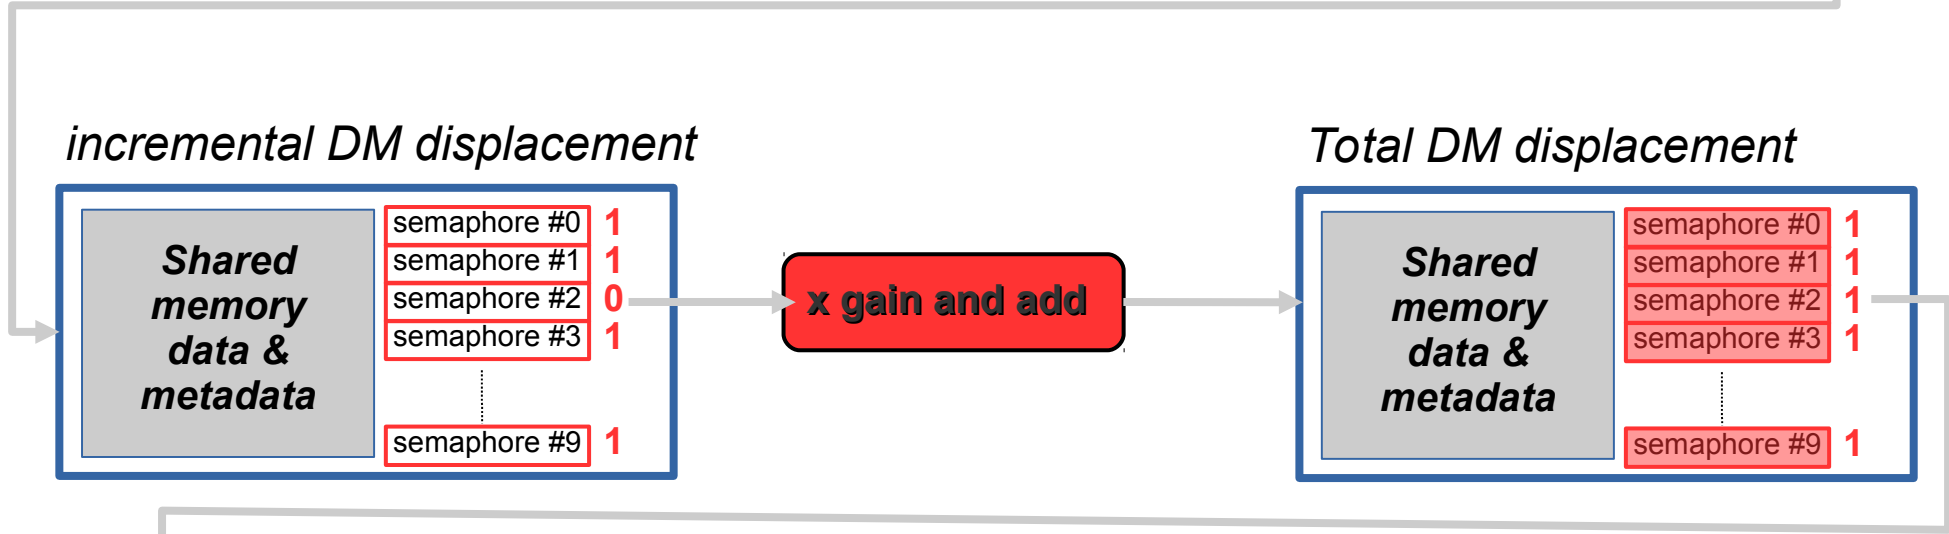 incremental DM displacement
Shared
memory
data &
metadata
semaphore #0 1
semaphore #1 1
semaphore #2 0
semaphore #3 1
semaphore #9 1
x gain and add
Total DM displacement
Shared
memory
data &
metadata
semaphore #0 1
semaphore #1 1
semaphore #2 1
semaphore #3 1
semaphore #9 1